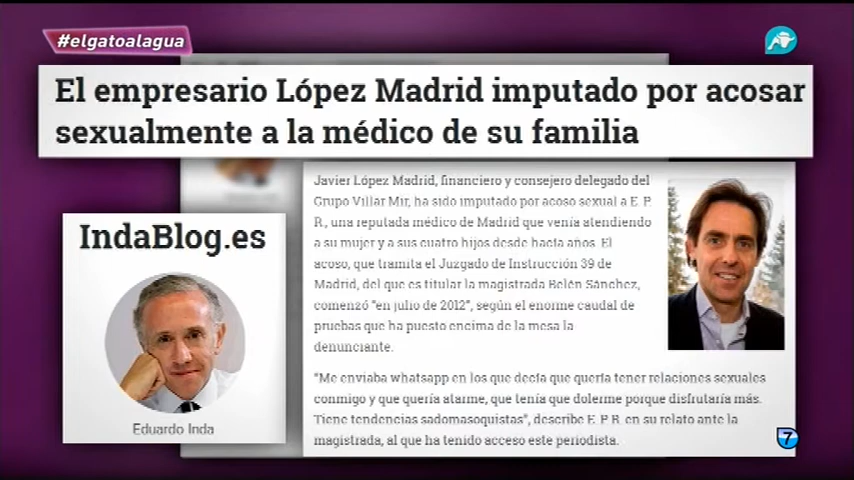 #elgatoalagua
El empresario López Madrid imputado por acosar
sexualmente a la médico de su familia
Javier López Madrid, financiero y consejero delegado del
Grupo Villar Mir, ha sido imputado por acoso sexual a E. P.
R., una reputada médico de Madrid que venía atendiendo
a su mujer y a sus cuatro hijos desde hacía años. El
acoso, que tramita el Juzgado de Instrucción 39 de
Madrid, del que es titular la magistrada Belén Sánchez,
comenzó "en julio de 2012", según el enorme caudal de
pruebas que ha puesto encima de la mesa la
denunciante.
"Me enviaba whatsapp en los que decía que quería tener relaciones sexuales
conmigo y que quería atarme, que tenía que dolerme porque disfrutaría más.
Tiene tendencias sadomasoquistas", describe E. P. R. en su relato ante la
magistrada, al que ha tenido acceso este periodista.
IndaBlog.es
Eduardo Inda
7